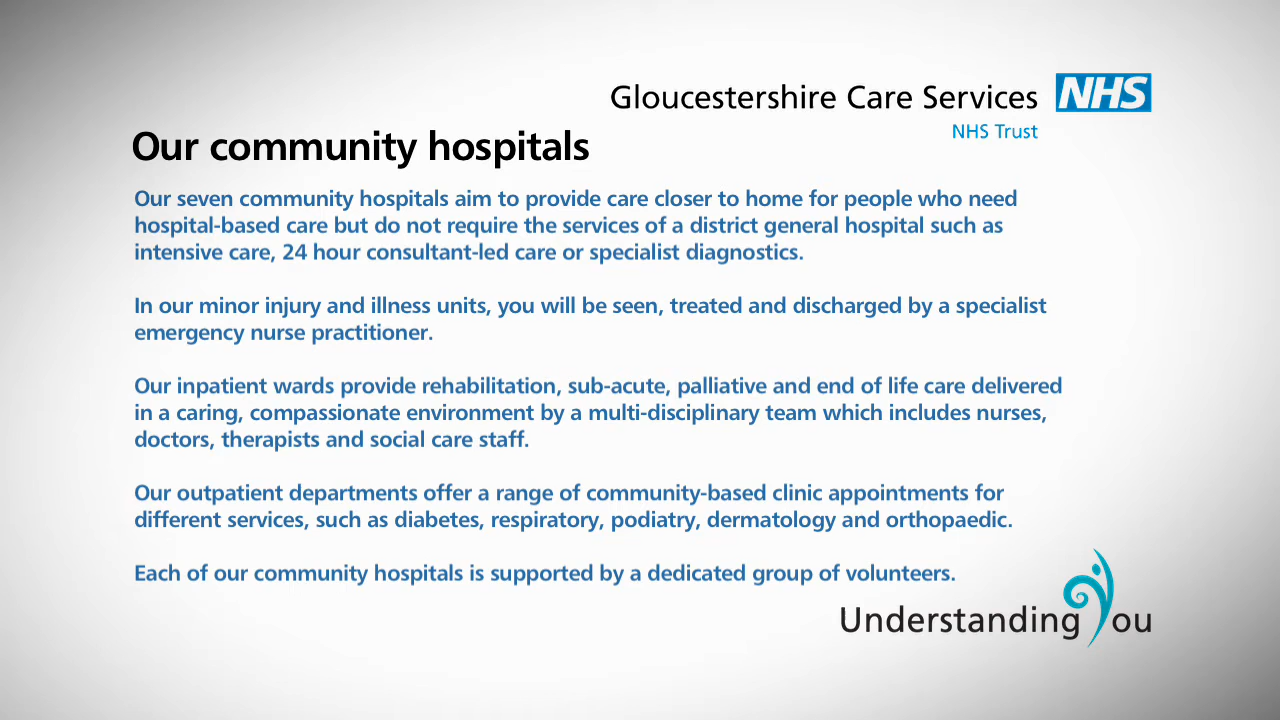 Gloucestershire Care Services NHS
NHS Trust
Our community hospitals
Our seven community hospitals aim to provide care closer to home for people who need
hospital-based care but do not require the services of a district general hospital such as
intensive care, 24 hour consultant-led care or specialist diagnostics.
In our minor injury and illness units, you will be seen, treated and discharged by a specialist
emergency nurse practitioner.
Our inpatient wards provide rehabilitation, sub-acute, palliative and end of life care delivered
in a caring, compassionate environment by a multi-disciplinary team which includes nurses,
doctors, therapists and social care staff.
Our outpatient departments offer a range of community-based clinic appointments for
different services, such as diabetes, respiratory, podiatry, dermatology and orthopaedic.
Each of our community hospitals is supported by a dedicated group of volunteers.
Understanding You